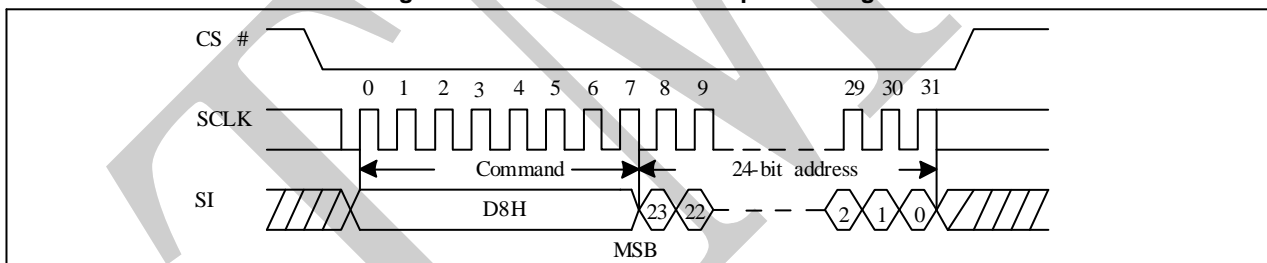 CS #
0 1 2 3 4 5 6 7 8 9 29 30 31
SCLK
Command 24-bit address
SI D8H 23 22 2 1 0
MSB